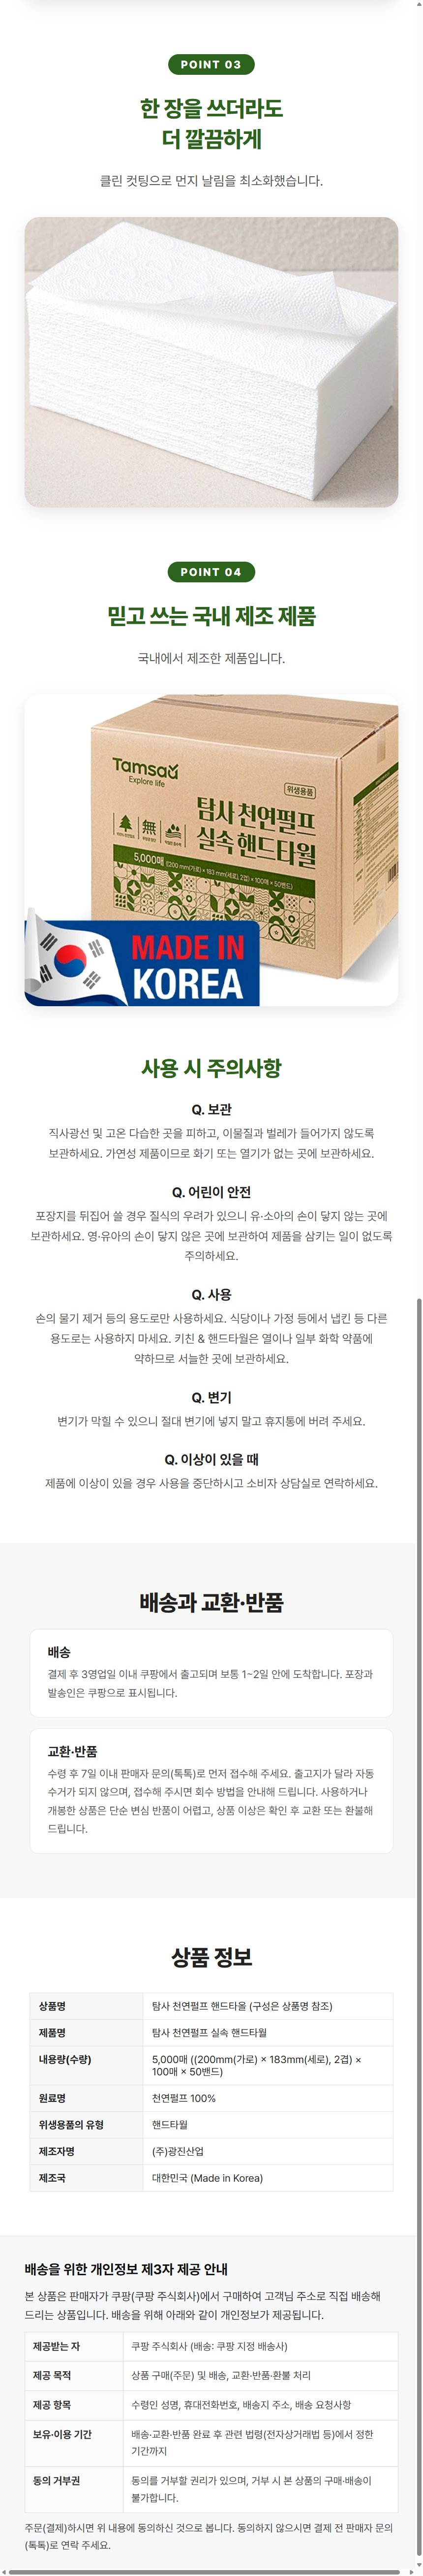 POINT 03
한 장을 쓰더라도
더 깔끔하게
클린 컷팅으로 먼지 날림을 최소화했습니다.
POINT 04
믿고 쓰는 국내 제조 제품
국내에서 제조한 제품입니다.
Tamsaa
Explore life
위생용품
탐사 천연펄프
실속 핸드타월
無
5,000매 ((200mm(가로) × 183mm(세로), 2겹) × 100매 × 50밴드)
MADE IN
KOREA
사용 시 주의사항
Q. 보관
직사광선 및 고온 다습한 곳을 피하고, 이물질과 벌레가 들어가지 않도록
보관하세요. 가연성 제품이므로 화기 또는 열기가 없는 곳에 보관하세요.
Q. 어린이 안전
포장지를 뒤집어 쓸 경우 질식의 우려가 있으니 유·소아의 손이 닿지 않는 곳에
보관하세요. 영·유아의 손이 닿지 않은 곳에 보관하여 제품을 삼키는 일이 없도록
주의하세요.
Q. 사용
손의 물기 제거 등의 용도로만 사용하세요. 식당이나 가정 등에서 냅킨 등 다른
용도로는 사용하지 마세요. 키친 & 핸드타월은 열이나 일부 화학 약품에
약하므로 서늘한 곳에 보관하세요.
Q. 변기
변기가 막힐 수 있으니 절대 변기에 넣지 말고 휴지통에 버려 주세요.
Q. 이상이 있을 때
제품에 이상이 있을 경우 사용을 중단하시고 소비자 상담실로 연락하세요.
배송과 교환·반품
배송
결제 후 3영업일 이내 쿠팡에서 출고되며 보통 1~2일 안에 도착합니다. 포장과
발송인은 쿠팡으로 표시됩니다.
교환·반품
수령 후 7일 이내 판매자 문의(톡톡)로 먼저 접수해 주세요. 출고지가 달라 자동
수거가 되지 않으며, 접수해 주시면 회수 방법을 안내해 드립니다. 사용하거나
개봉한 상품은 단순 변심 반품이 어렵고, 상품 이상은 확인 후 교환 또는 환불해
드립니다.
상품 정보
상품명 탐사 천연펄프 핸드타올 (구성은 상품명 참조)
제품명 탐사 천연펄프 실속 핸드타월
내용량(수량) 5,000매 ((200mm(가로) × 183mm(세로), 2겹) ×
100매 × 50밴드)
원료명 천연펄프 100%
위생용품의 유형 핸드타월
제조자명 (주)광진산업
제조국 대한민국 (Made in Korea)
배송을 위한 개인정보 제3자 제공 안내
본 상품은 판매자가 쿠팡(쿠팡 주식회사)에서 구매하여 고객님 주소로 직접 배송해
드리는 상품입니다. 배송을 위해 아래와 같이 개인정보가 제공됩니다.
제공받는 자 쿠팡 주식회사 (배송: 쿠팡 지정 배송사)
제공 목적 상품 구매(주문) 및 배송, 교환·반품·환불 처리
제공 항목 수령인 성명, 휴대전화번호, 배송지 주소, 배송 요청사항
보유·이용 기간 배송·교환·반품 완료 후 관련 법령(전자상거래법 등)에서 정한
기간까지
동의 거부권 동의를 거부할 권리가 있으며, 거부 시 본 상품의 구매·배송이
불가합니다.
주문(결제)하시면 위 내용에 동의하신 것으로 봅니다. 동의하지 않으시면 결제 전 판매자 문의
(톡톡)로 연락 주세요.